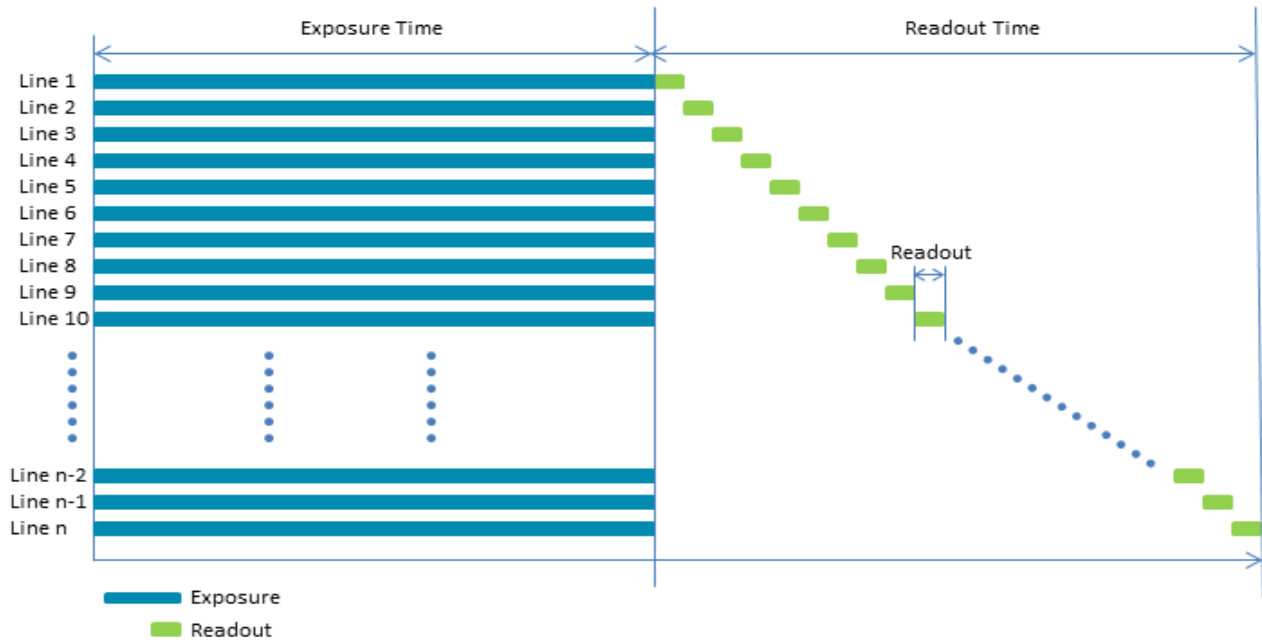 Exposure Time
Readout Time
Line 1
Line 2
Line 3
Line 4
Line 5
Line 6
Line 7
Line 8
Readout
Line 9
Line 10
Line n-2
Line n-1
Line n
Exposure
Readout